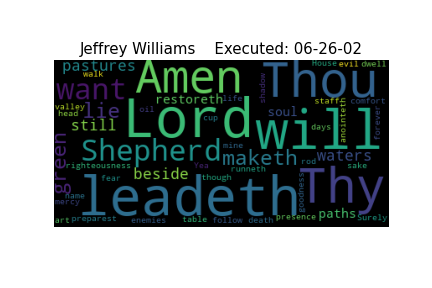 Jeffrey Williams    Executed: 06-26-02
pastures Amen Thou House evil dwell
walk
want restoreth life shadow staff comfort
valley lie oil Lord cup soul will anointeth forever
head still mine days
green Shepherd maketh waters
righteousness yea runneth rod sake
fear beside though
name leadeth goodness Thy
mercy
art preparest enemies table follow death presence paths Surely